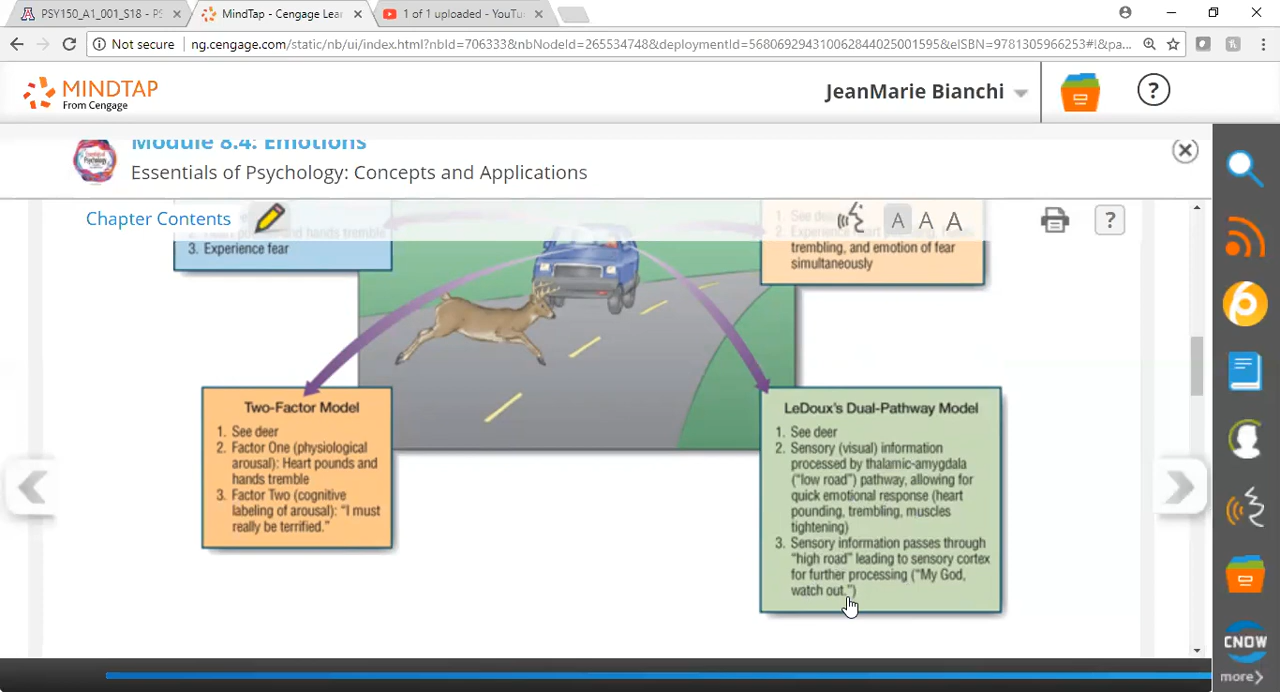 PSY150_A1_001_S18 - PS
MindTap - Cengage Lea
1 of 1 uploaded - YouTu
Not secure
ng.cengage.com/static/nb/ui/index.html?nbId=706333&nbNodeId=265534748&deploymentId=568069294310062844025001595&eISBN=9781305966253#!&pa...
MINDTAP
From Cengage
JeanMarie Bianchi
?
Module 8.4: Emotions
Essentials of Psychology: Concepts and Applications
Chapter Contents
A A A
?
3. Experience fear
1. See deer
trembling, and emotion of fear
simultaneously
Two-Factor Model
1. See deer
2. Factor One (physiological
arousal): Heart pounds and
hands tremble
3. Factor Two (cognitive
labeling of arousal): “I must
really be terrified.”
LeDoux's Dual-Pathway Model
1. See deer
2. Sensory (visual) information
processed by thalamic-amygdala
(“low road”) pathway, allowing for
quick emotional response (heart
pounding, trembling, muscles
tightening)
3. Sensory information passes through
“high road” leading to sensory cortex
for further processing (“My God,
watch out.”)
CNOW
more>